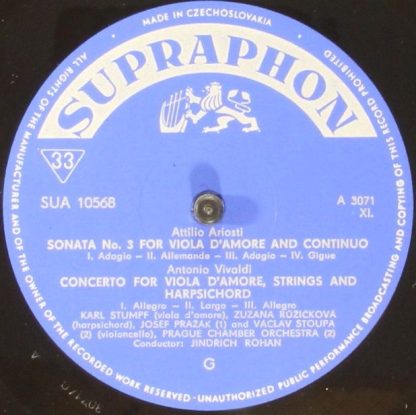 • MADE IN CZECHOSLOVAKIA •
ALL RIGHTS OF THE MANUFACTURER AND OF THE OWNER OF THE RECORDED WORK RESERVED—UNAUTHORIZED PUBLIC PERFORMANCE BROADCASTING AND COPYING OF THIS RECORD PROHIBITED
SUPRAPHON
33
SUA 10568
A 3071
XI.
Attilio Ariosti
SONATA No. 3 FOR VIOLA D'AMORE AND CONTINUO
I. Adagio — II. Allemande — III. Adagio — IV. Gigue
Antonio Vivaldi
CONCERTO FOR VIOLA D'AMORE, STRINGS AND
HARPSICHORD
I. Allegro — II. Largo — III. Allegro
KARL STUMPF (viola d'amore), ZUZANA RŮŽIČKOVÁ
(harpsichord), JOSEF PRAŽÁK (1) and VÁCLAV STOUPA
(2) (violoncello), PRAGUE CHAMBER ORCHESTRA (2)
Conductor: JINDŘICH ROHAN
G